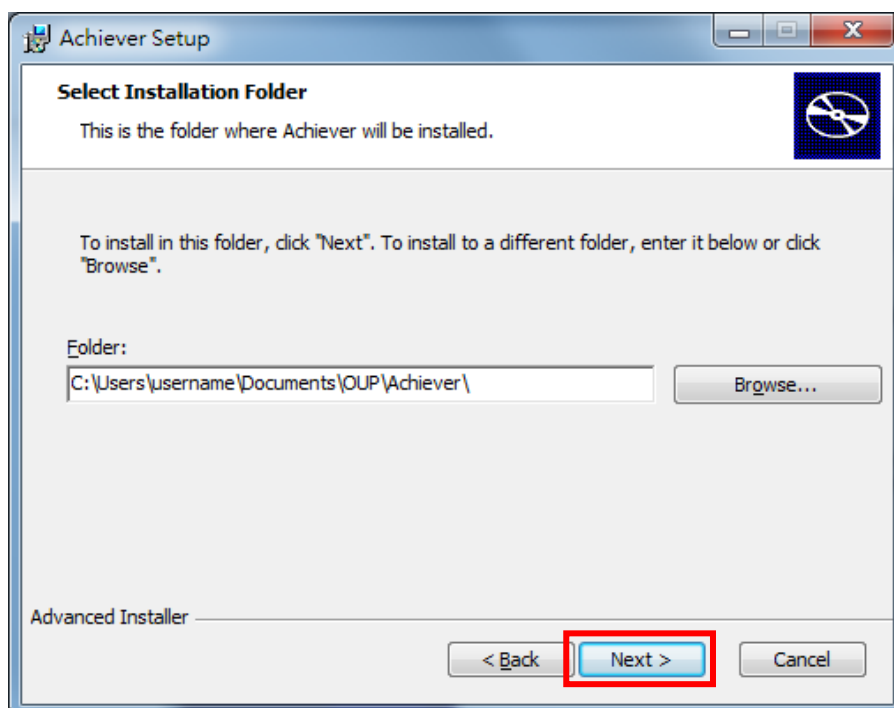 Achiever Setup
Select Installation Folder
This is the folder where Achiever will be installed.
To install in this folder, click "Next". To install to a different folder, enter it below or click
"Browse".
Folder:
C:\Users\username\Documents\OUP\Achiever\
Browse...
Advanced Installer
< Back
Next >
Cancel